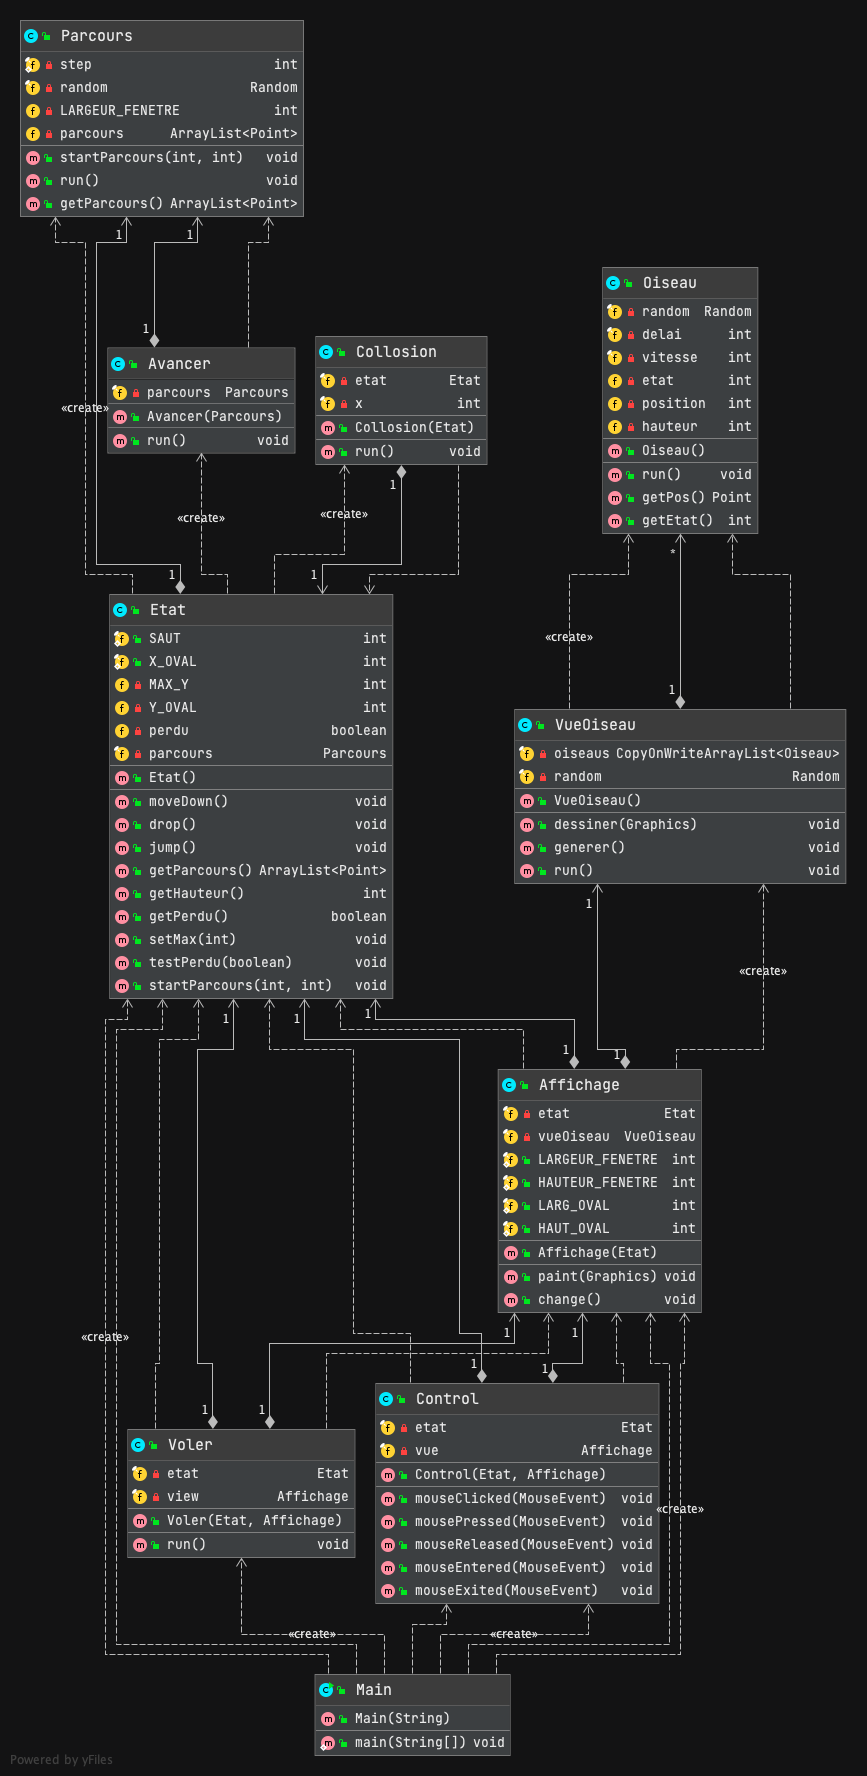 Parcours
step int
random Random
LARGEUR_FENETRE int
parcours ArrayList<Point>
startParcours(int, int) void
run() void
getParcours() ArrayList<Point>
1 1
Oiseau
random Random
delai int
vitesse int
etat int
position int
hauteur int
Oiseau()
run() void
getPos() Point
getEtat() int
1
Avancer
parcours Parcours
Avancer(Parcours)
run() void
Collosion
etat Etat
x int
Collosion(Etat)
run() void
«create»
1
«create»
«create»
*
1
1
Etat
SAUT int
X_OVAL int
MAX_Y int
Y_OVAL int
perdu boolean
parcours Parcours
Etat()
moveDown() void
drop() void
jump() void
getParcours() ArrayList<Point>
getHauteur() int
getPerdu() boolean
setMax(int) void
testPerdu(boolean) void
startParcours(int, int) void
«create»
1
VueOiseau
oiseaus CopyOnWriteArrayList<Oiseau>
random Random
VueOiseau()
dessiner(Graphics) void
generer() void
run() void
1
«create»
1 1 1
1 1
Affichage
etat Etat
vueOiseau VueOiseau
LARGEUR_FENETRE int
HAUTEUR_FENETRE int
LARG_OVAL int
HAUT_OVAL int
Affichage(Etat)
paint(Graphics) void
change() void
«create»
1 1
1 1
Control
etat Etat
vue Affichage
Control(Etat, Affichage)
mouseClicked(MouseEvent) void
mousePressed(MouseEvent) void
mouseReleased(MouseEvent) void
mouseEntered(MouseEvent) void
mouseExited(MouseEvent) void
1 1
Voler
etat Etat
view Affichage
Voler(Etat, Affichage)
run() void
«create»
«create» «create»
Main
Main(String)
main(String[]) void
Powered by yFiles